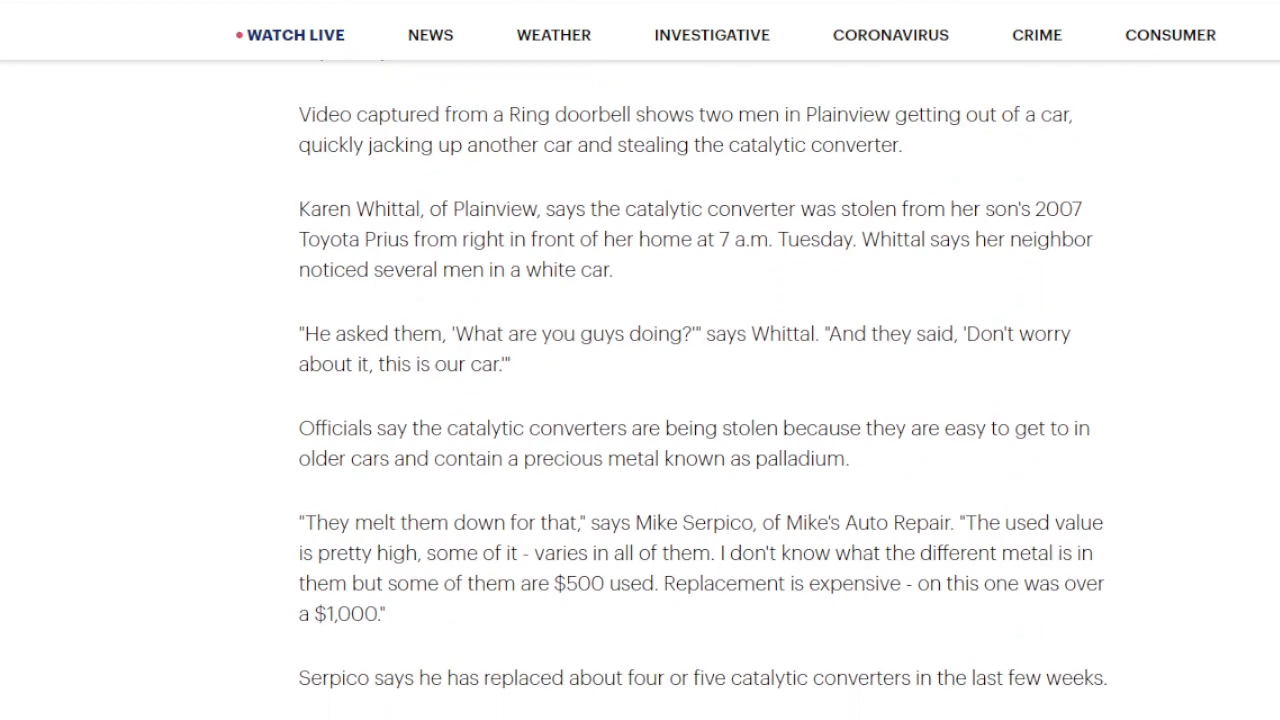 WATCH LIVE NEWS WEATHER INVESTIGATIVE CORONAVIRUS CRIME CONSUMER
Video captured from a Ring doorbell shows two men in Plainview getting out of a car,
quickly jacking up another car and stealing the catalytic converter.
Karen Whittal, of Plainview, says the catalytic converter was stolen from her son's 2007
Toyota Prius from right in front of her home at 7 a.m. Tuesday. Whittal says her neighbor
noticed several men in a white car.
"He asked them, 'What are you guys doing?'" says Whittal. "And they said, 'Don't worry
about it, this is our car.'"
Officials say the catalytic converters are being stolen because they are easy to get to in
older cars and contain a precious metal known as palladium.
"They melt them down for that," says Mike Serpico, of Mike's Auto Repair. "The used value
is pretty high, some of it - varies in all of them. I don't know what the different metal is in
them but some of them are $500 used. Replacement is expensive - on this one was over
a $1,000."
Serpico says he has replaced about four or five catalytic converters in the last few weeks.